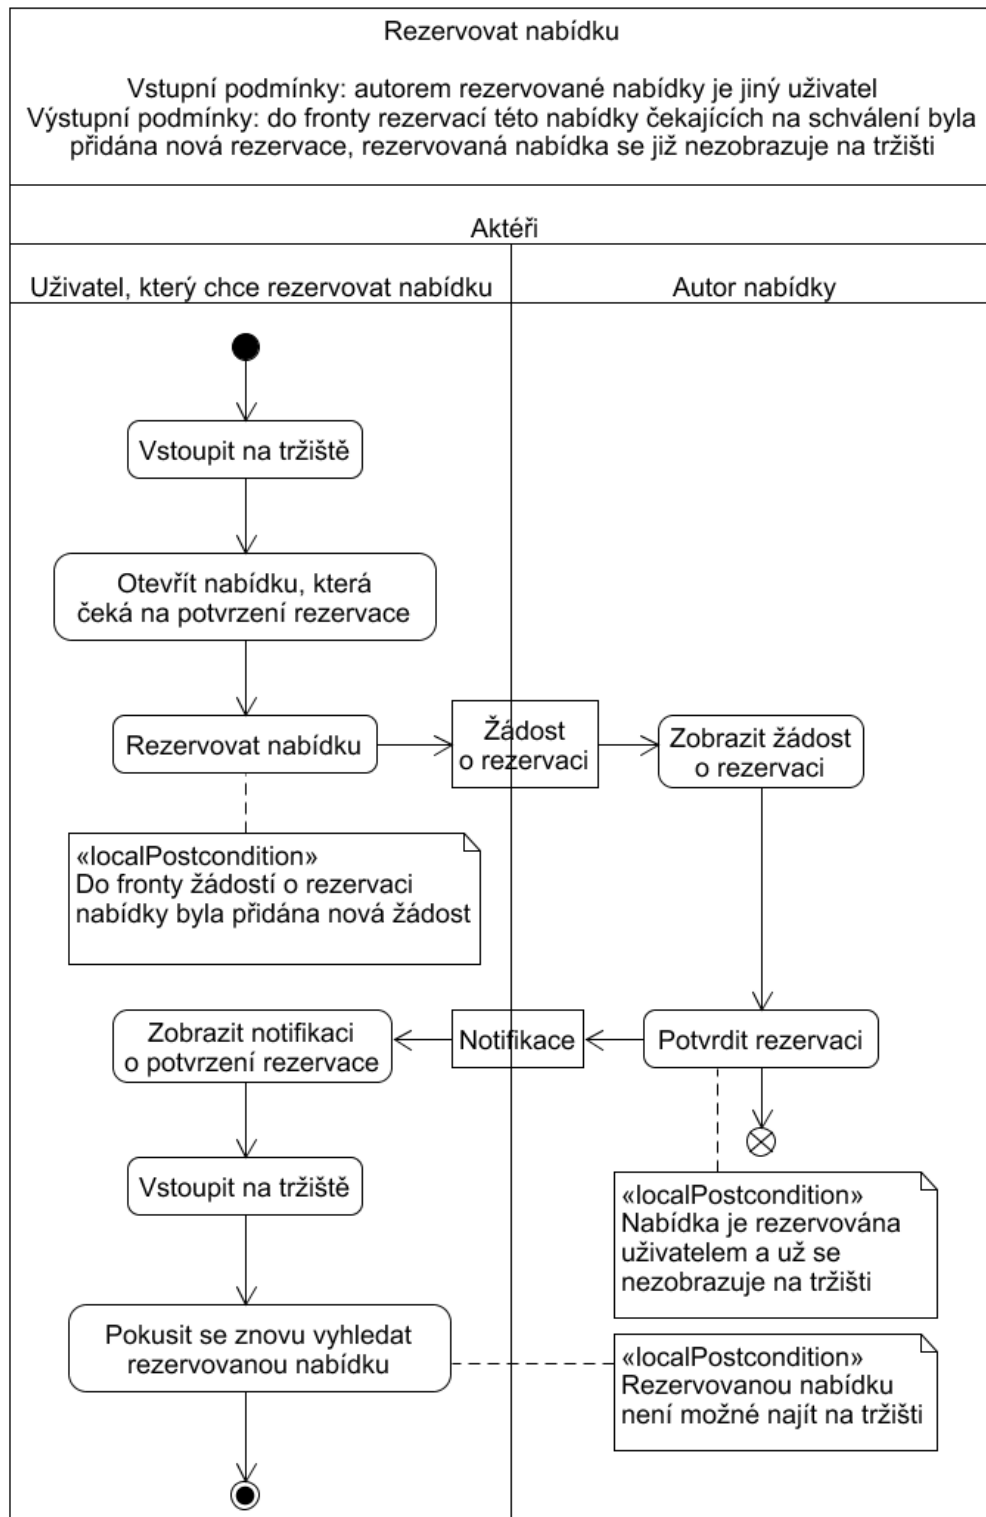 Rezervovat nabídku
Vstupní podmínky: autorem rezervované nabídky je jiný uživatel
Výstupní podmínky: do fronty rezervací této nabídky čekajících na schválení byla
přidána nová rezervace, rezervovaná nabídka se již nezobrazuje na tržišti
Aktéři
Uživatel, který chce rezervovat nabídku
Autor nabídky
Vstoupit na tržiště
Otevřít nabídku, která
čeká na potvrzení rezervace
Rezervovat nabídku
Žádost
o rezervaci
Zobrazit žádost
o rezervaci
«localPostcondition»
Do fronty žádostí o rezervaci
nabídky byla přidána nová žádost
Zobrazit notifikaci
o potvrzení rezervace
Notifikace
Potvrdit rezervaci
Vstoupit na tržiště
«localPostcondition»
Nabídka je rezervována
uživatelem a už se
nezobrazuje na tržišti
Pokusit se znovu vyhledat
rezervovanou nabídku
«localPostcondition»
Rezervovanou nabídku
není možné najít na tržišti